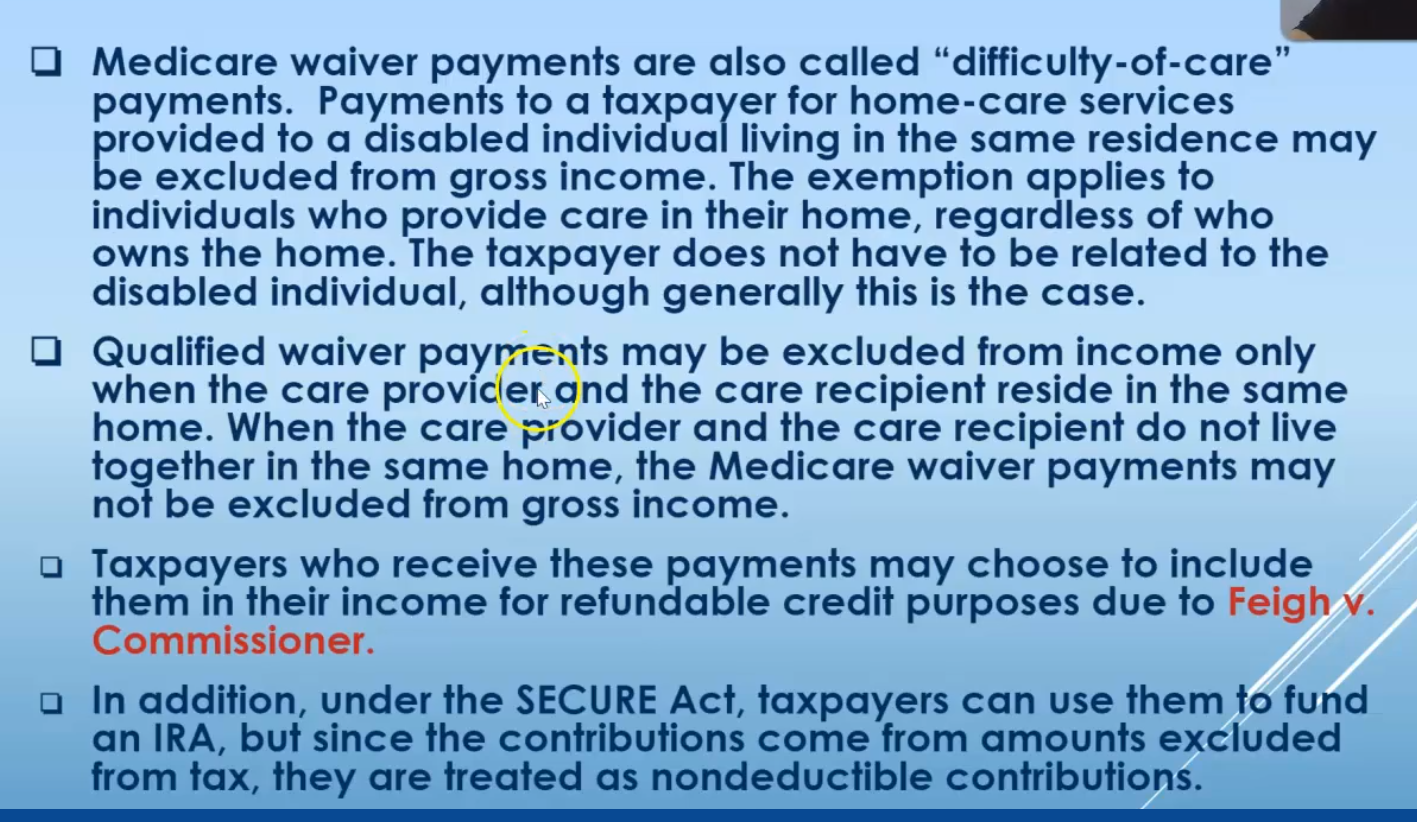 Medicare waiver payments are also called “difficulty-of-care”
payments.  Payments to a taxpayer for home-care services
provided to a disabled individual living in the same residence may
be excluded from gross income. The exemption applies to
individuals who provide care in their home, regardless of who
owns the home. The taxpayer does not have to be related to the
disabled individual, although generally this is the case.
Qualified waiver payments may be excluded from income only
when the care provider and the care recipient reside in the same
home. When the care provider and the care recipient do not live
together in the same home, the Medicare waiver payments may
not be excluded from gross income.
Taxpayers who receive these payments may choose to include
them in their income for refundable credit purposes due to Feigh v.
Commissioner.
In addition, under the SECURE Act, taxpayers can use them to fund
an IRA, but since the contributions come from amounts excluded
from tax, they are treated as nondeductible contributions.